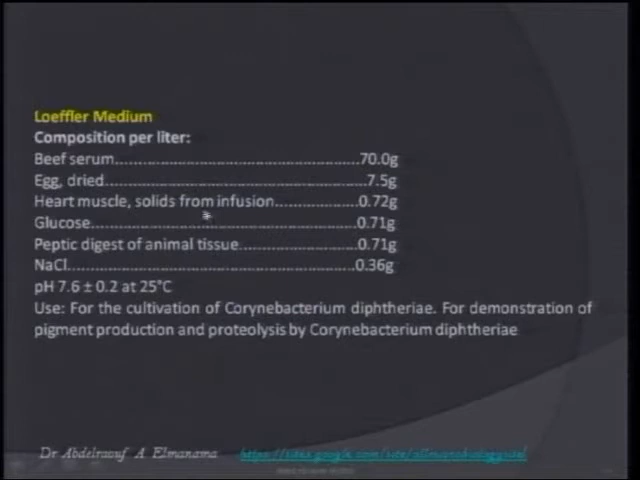 Loeffler Medium
Composition per liter:
Beef serum..........................................................70.0g
Egg, dried...............................................................7.5g
Heart muscle, solids from infusion....................0.72g
Glucose................................................................0.71g
Peptic digest of animal tissue............................0.71g
NaCl.....................................................................0.36g
pH 7.6 ± 0.2 at 25°C
Use: For the cultivation of Corynebacterium diphtheriae. For demonstration of
pigment production and proteolysis by Corynebacterium diphtheriae
Dr Abdelraouf A Elmanama